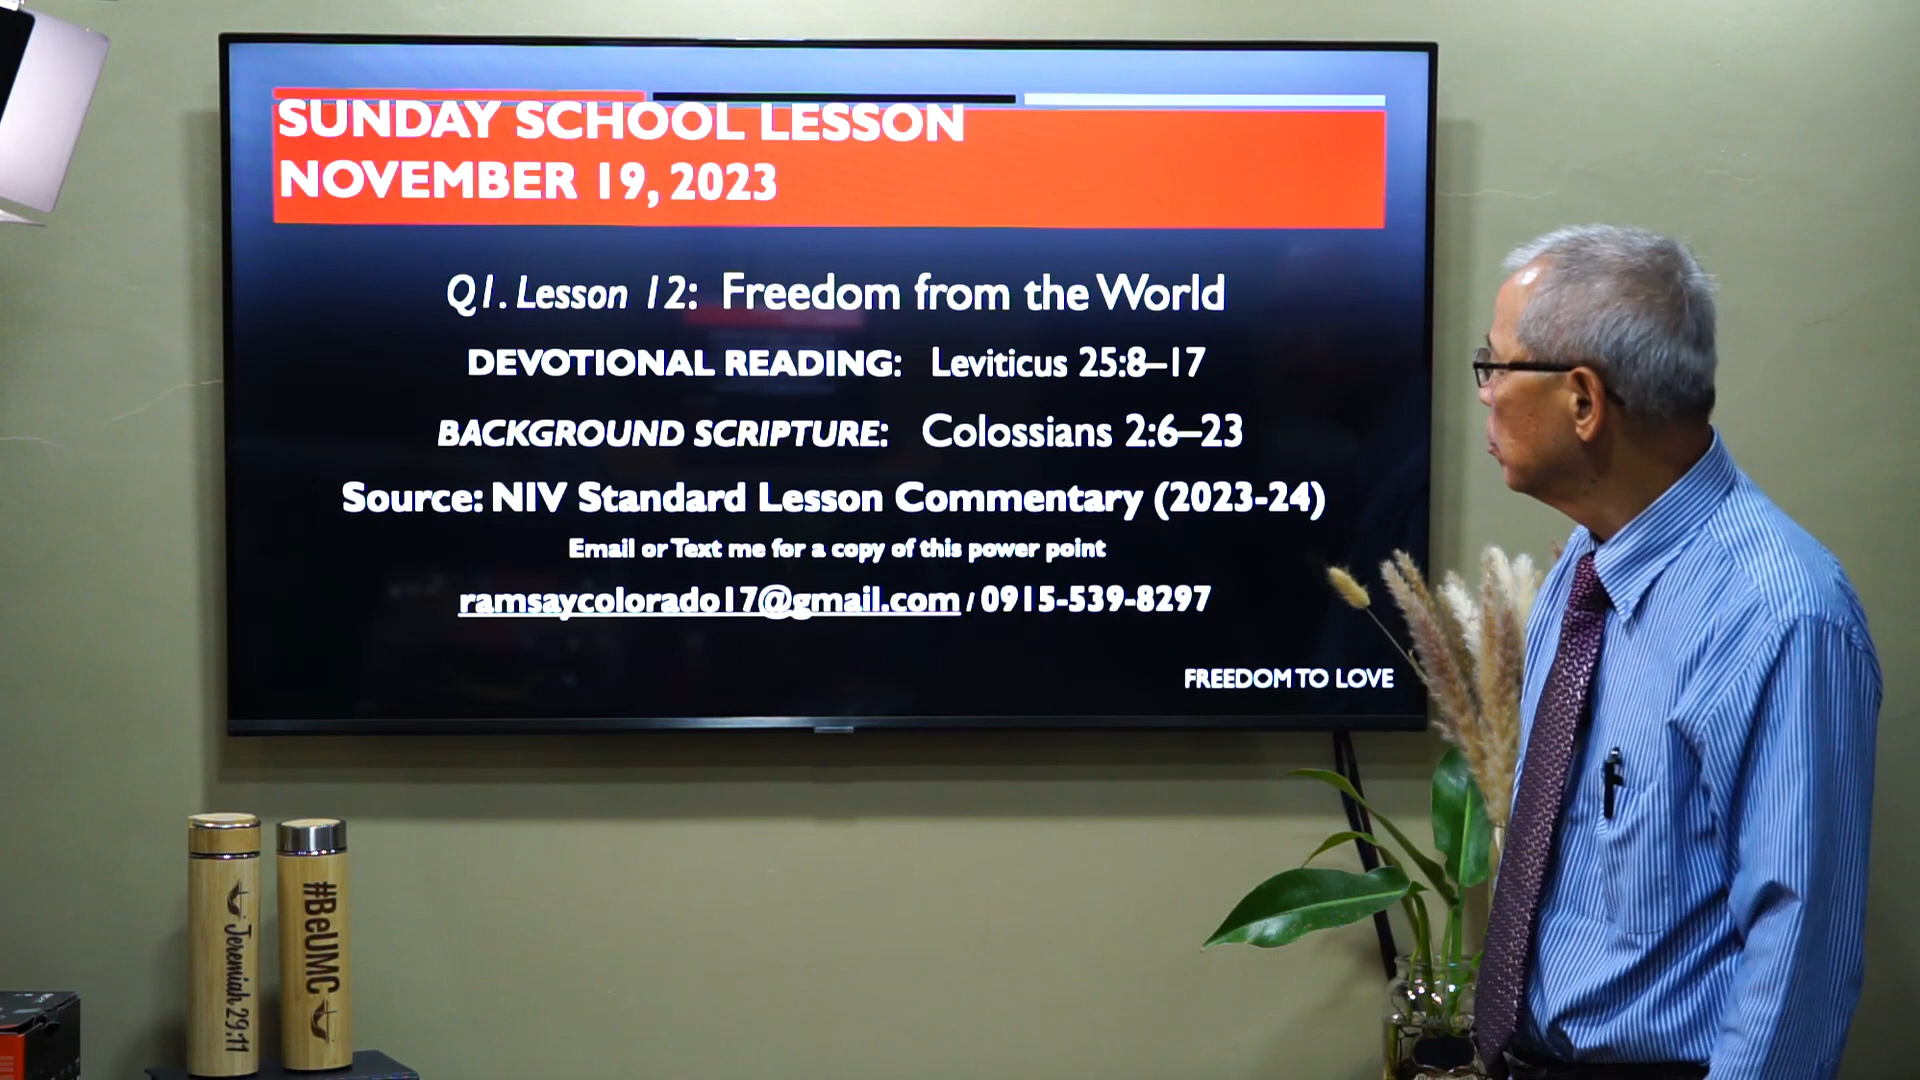 SUNDAY SCHOOL LESSON
NOVEMBER 19, 2023
Q1. Lesson 12: Freedom from the World
DEVOTIONAL READING: Leviticus 25:8–17
BACKGROUND SCRIPTURE: Colossians 2:6–23
Source: NIV Standard Lesson Commentary (2023-24)
Email or Text me for a copy of this power point
ramsaycolorado17@gmail.com / 0915-539-8297
FREEDOM TO LOVE
Jeremiah 29:11
#BeUMC